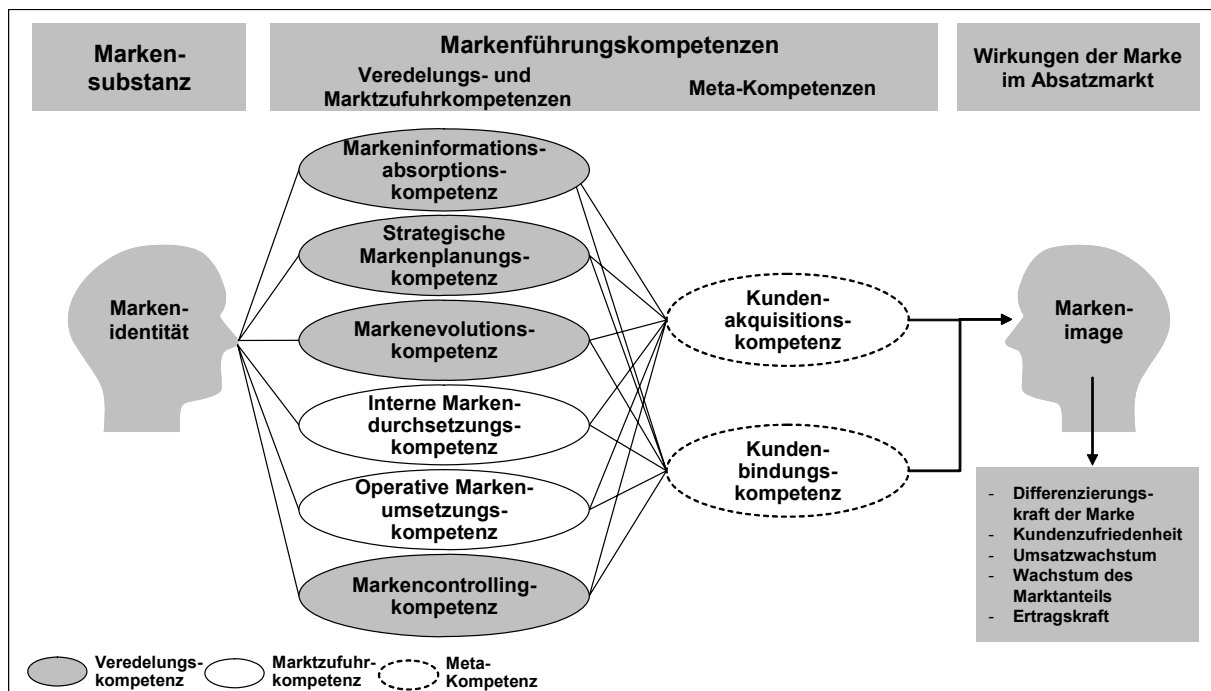 Marken-
substanz
Markenführungskompetenzen
Veredelungs- und
Marktzufuhrkompetenzen
Meta-Kompetenzen
Wirkungen der Marke
im Absatzmarkt
Marken-
identität
Markeninformations-
absorptions-
kompetenz
Strategische
Markenplanungs-
kompetenz
Markenevolutions-
kompetenz
Interne Marken-
durchsetzungs-
kompetenz
Operative Marken-
umsetzungs-
kompetenz
Markencontrolling-
kompetenz
Kunden-
akquisitions-
kompetenz
Kunden-
bindungs-
kompetenz
Marken-
image
- Differenzierungs-
kraft der Marke
- Kundenzufriedenheit
- Umsatzwachstum
- Wachstum des
Marktanteils
- Ertragskraft
Veredelungs-
kompetenz
Marktzufuhr-
kompetenz
Meta-
Kompetenz